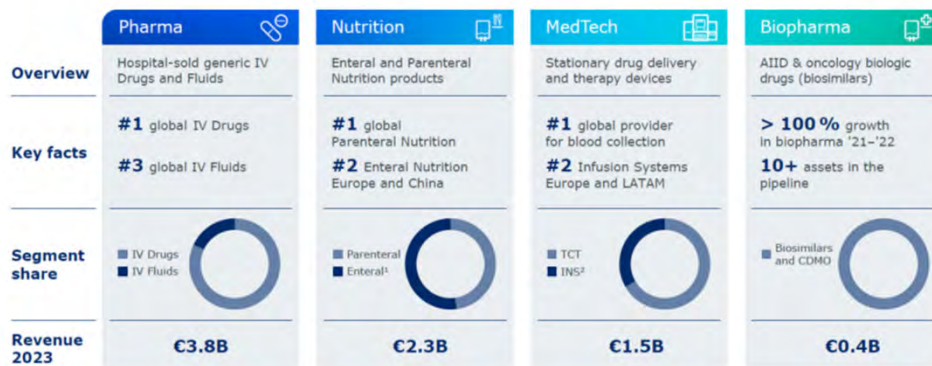 Pharma
Nutrition
MedTech
Biopharma
Overview
Hospital-sold generic IV
Drugs and Fluids
Enteral and Parenteral
Nutrition products
Stationary drug delivery
and therapy devices
AIID & oncology biologic
drugs (biosimilars)
Key facts
#1 global IV Drugs
#3 global IV Fluids
#1 global
Parenteral Nutrition
#2 Enteral Nutrition
Europe and China
#1 global provider
for blood collection
#2 Infusion Systems
Europe and LATAM
> 100 % growth
in biopharma '21–'22
10+ assets in the
pipeline
Segment
share
IV Drugs
IV Fluids
Parenteral
Enteral¹
TCT
INS²
Biosimilars
and CDMO
Revenue
2023
€3.8B
€2.3B
€1.5B
€0.4B